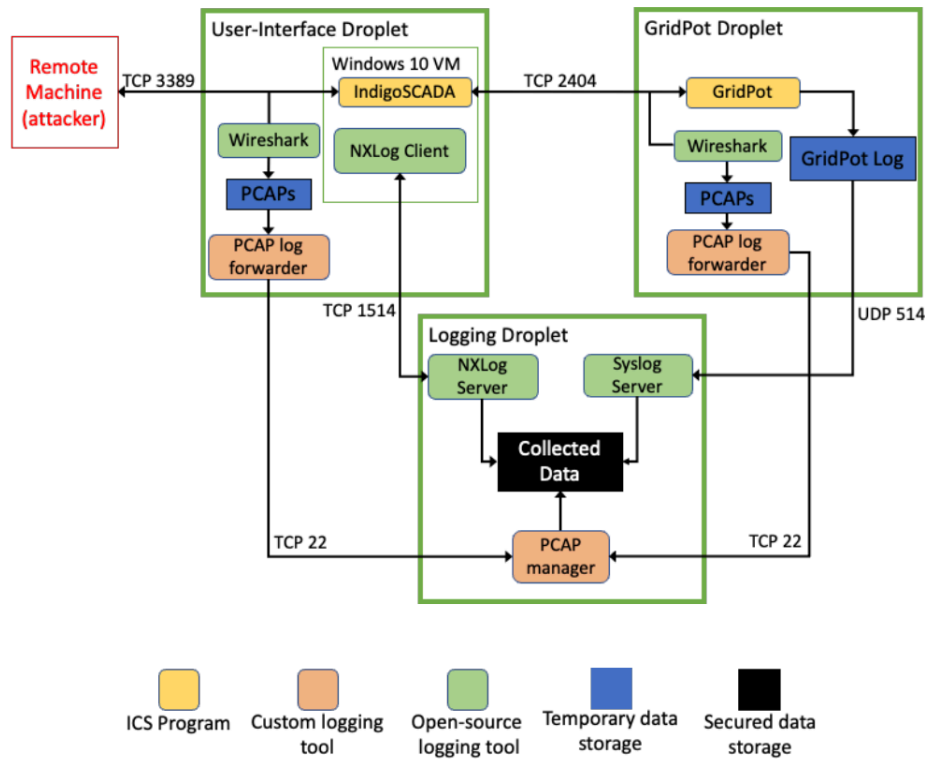 User-Interface Droplet
GridPot Droplet
Remote
Machine
(attacker)
TCP 3389
Windows 10 VM
IndigoSCADA
TCP 2404
GridPot
Wireshark
NXLog Client
Wireshark
GridPot Log
PCAPs
PCAPs
PCAP log
forwarder
PCAP log
forwarder
TCP 1514
UDP 514
Logging Droplet
NXLog
Server
Syslog
Server
Collected
Data
TCP 22
PCAP
manager
TCP 22
ICS Program
Custom logging
tool
Open-source
logging tool
Temporary data
storage
Secured data
storage